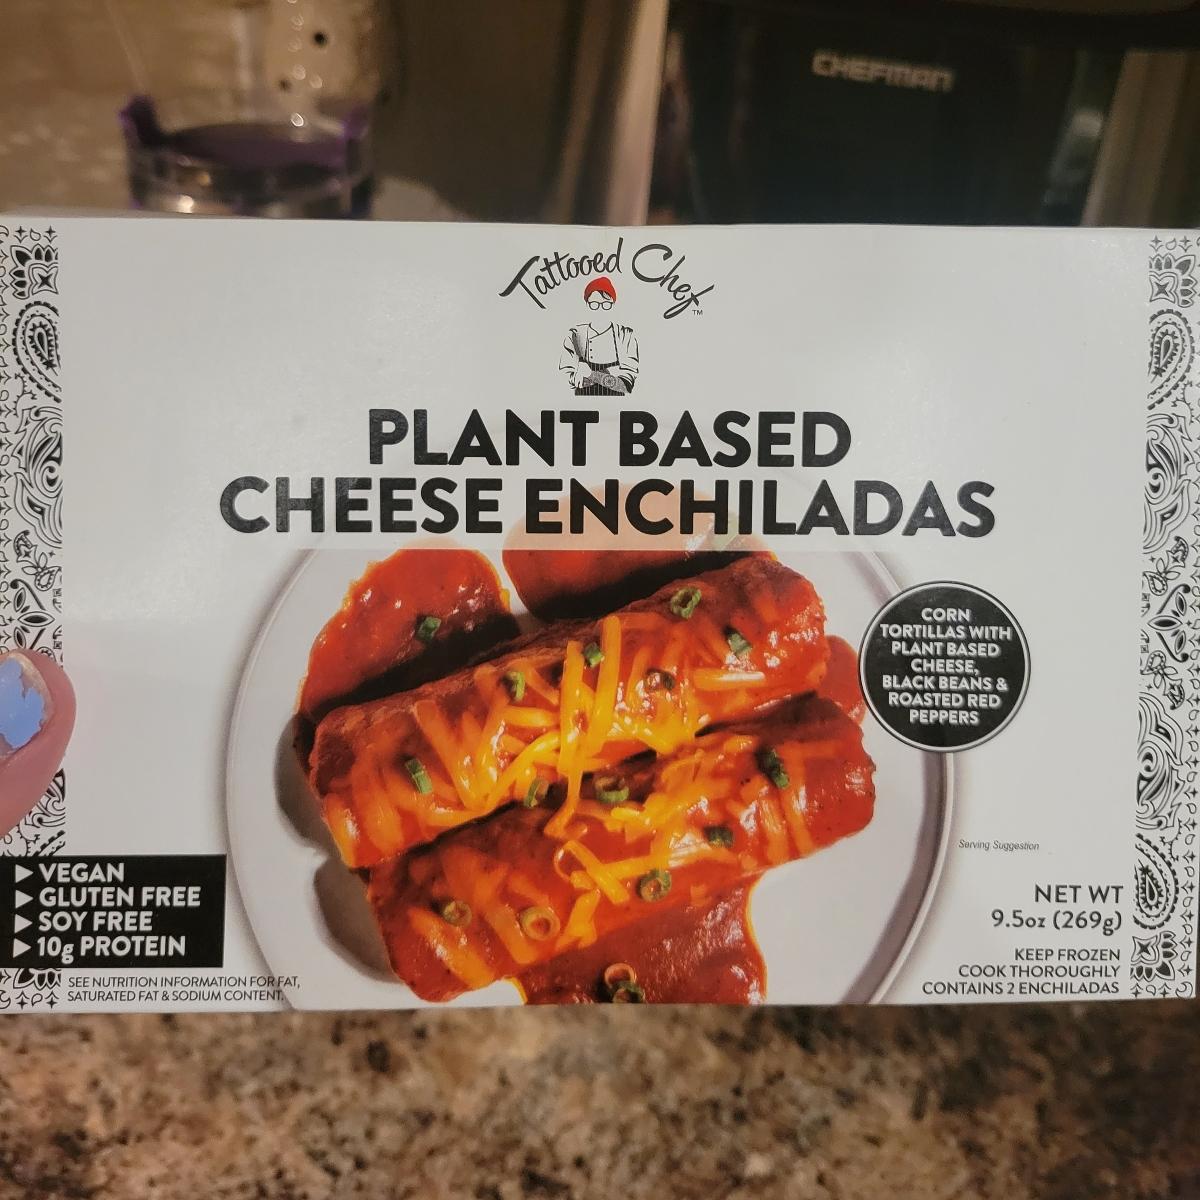 CHEFMAN
Tattooed Chef™
PLANT BASED
CHEESE ENCHILADAS
CORN
TORTILLAS WITH
PLANT BASED
CHEESE,
BLACK BEANS &
ROASTED RED
PEPPERS
Serving Suggestion
▶ VEGAN
▶ GLUTEN FREE
▶ SOY FREE
▶ 10g PROTEIN
SEE NUTRITION INFORMATION FOR FAT,
SATURATED FAT & SODIUM CONTENT.
NET WT
9.5oz (269g)
KEEP FROZEN
COOK THOROUGHLY
CONTAINS 2 ENCHILADAS